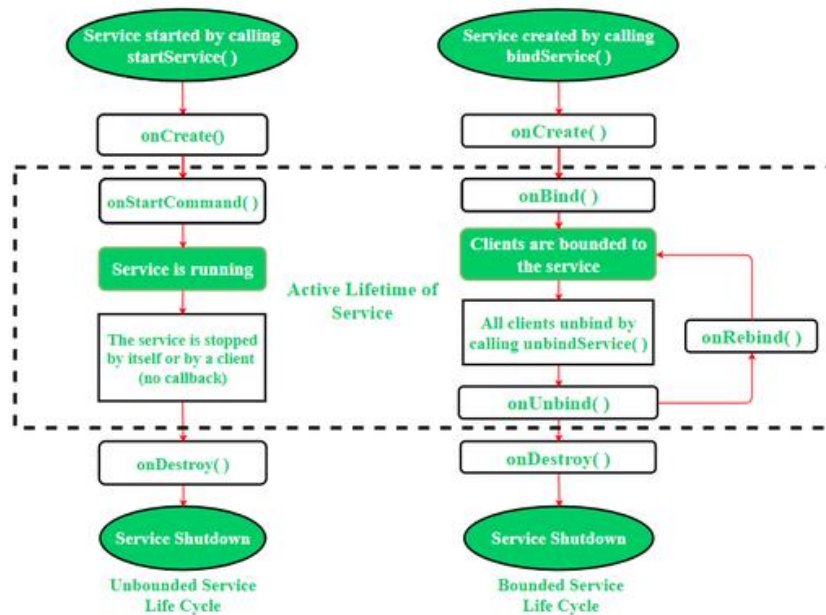 Service started by calling
startService( )
onCreate()
onStartCommand( )
Service is running
The service is stopped
by itself or by a client
(no callback)
onDestroy( )
Service Shutdown
Unbounded Service
Life Cycle
Active Lifetime of
Service
Service created by calling
bindService( )
onCreate( )
onBind( )
Clients are bounded to
the service
All clients unbind by
calling unbindService( )
onRebind( )
onUnbind( )
onDestroy( )
Service Shutdown
Bounded Service
Life Cycle